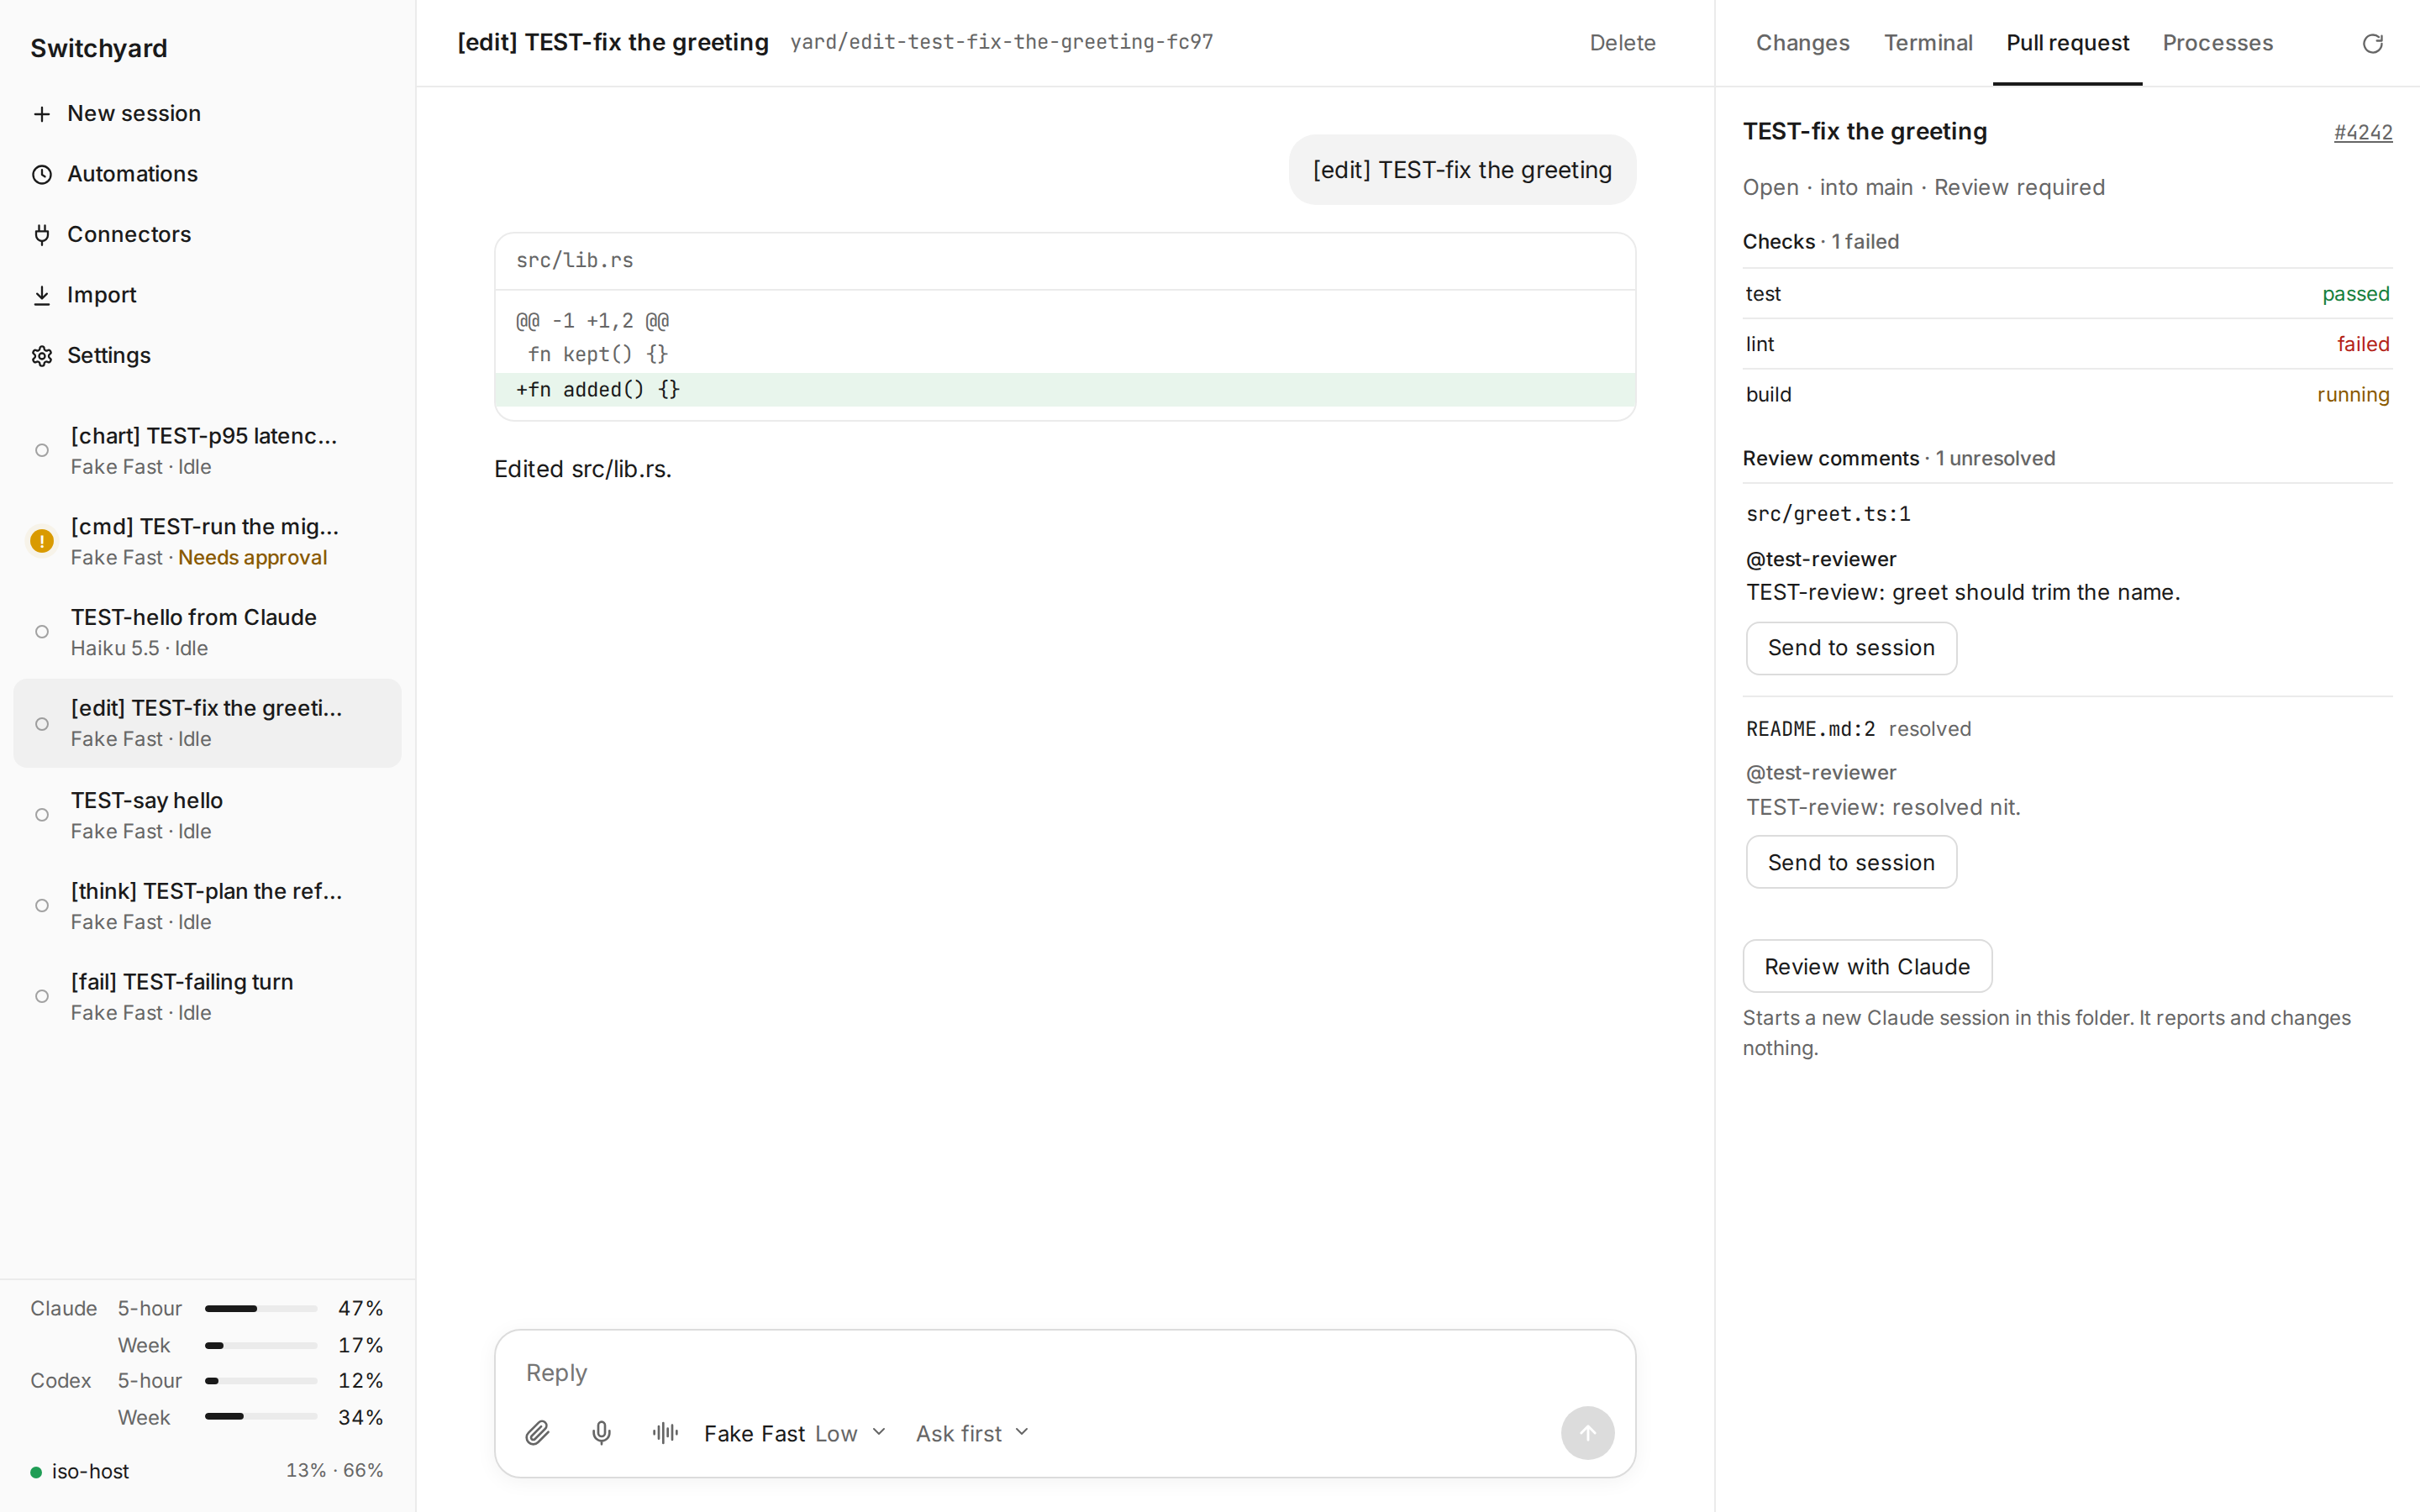 Switchyard
New session
Automations
Connectors
Import
Settings
[chart] TEST-p95 latenc...
Fake Fast · Idle
[cmd] TEST-run the mig...
Fake Fast · Needs approval
TEST-hello from Claude
Haiku 5.5 · Idle
[edit] TEST-fix the greeti...
Fake Fast · Idle
TEST-say hello
Fake Fast · Idle
[think] TEST-plan the ref...
Fake Fast · Idle
[fail] TEST-failing turn
Fake Fast · Idle
Claude 5-hour 47%
Week 17%
Codex 5-hour 12%
Week 34%
iso-host 13% · 66%
[edit] TEST-fix the greeting yard/edit-test-fix-the-greeting-fc97 Delete
[edit] TEST-fix the greeting
src/lib.rs
@@ -1 +1,2 @@
fn kept() {}
+fn added() {}
Edited src/lib.rs.
Reply
Fake Fast Low Ask first
Changes Terminal Pull request Processes
TEST-fix the greeting #4242
Open · into main · Review required
Checks · 1 failed
test passed
lint failed
build running
Review comments · 1 unresolved
src/greet.ts:1
@test-reviewer
TEST-review: greet should trim the name.
Send to session
README.md:2 resolved
@test-reviewer
TEST-review: resolved nit.
Send to session
Review with Claude
Starts a new Claude session in this folder. It reports and changes
nothing.